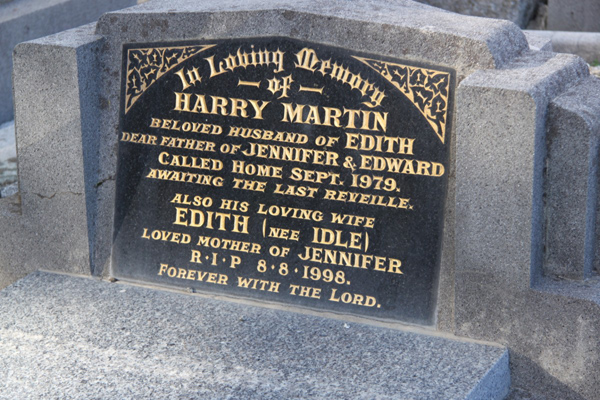 In Loving Memory
— of —
HARRY MARTIN
BELOVED HUSBAND OF EDITH
DEAR FATHER OF JENNIFER & EDWARD
CALLED HOME SEPT. 1979.
AWAITING THE LAST REVEILLE.
ALSO HIS LOVING WIFE
EDITH (NEE IDLE)
LOVED MOTHER OF JENNIFER
R·I·P 8·8·1998.
FOREVER WITH THE LORD.